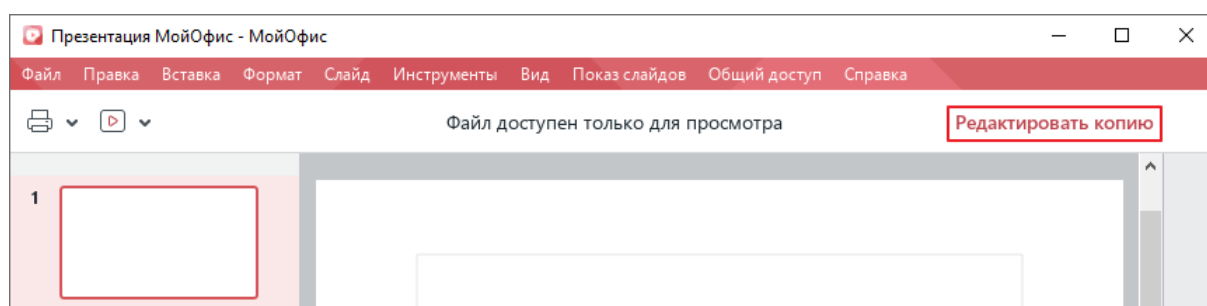 Презентация МойОфис - МойОфис
Файл Правка Вставка Формат Слайд Инструменты Вид Показ слайдов Общий доступ Справка
Файл доступен только для просмотра Редактировать копию
1